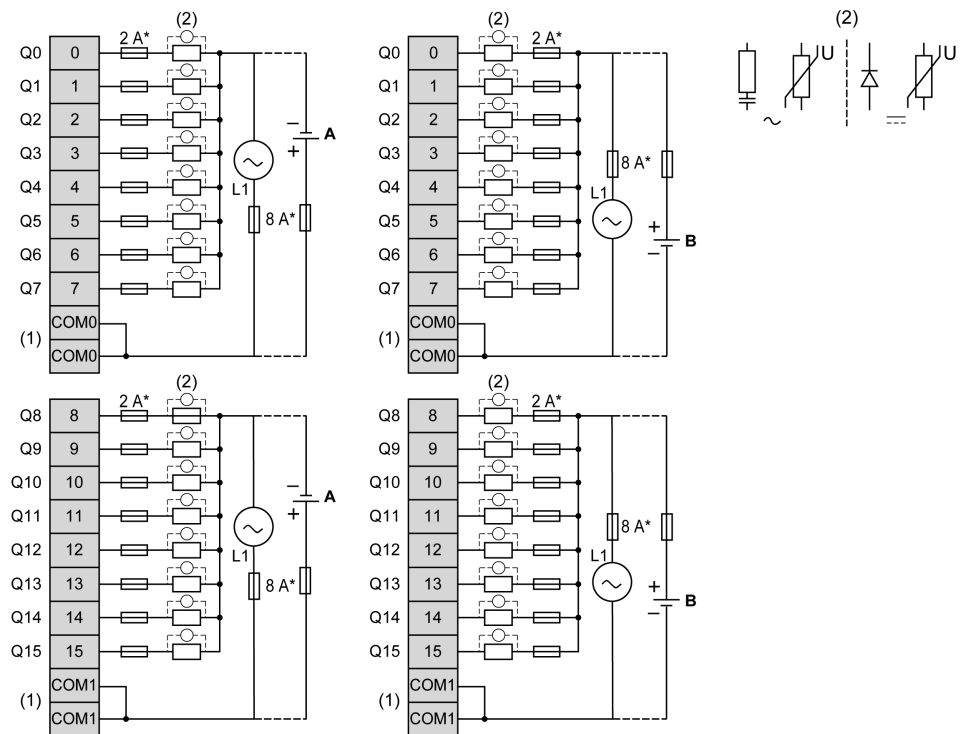 (2)
Q0 0 2 A*
Q1 1
Q2 2
Q3 3
Q4 4
Q5 5
Q6 6
Q7 7
COM0
(1) COM0
L1
8 A*
– A
+
(2)
Q0 0 2 A*
Q1 1
Q2 2
Q3 3
Q4 4
Q5 5
Q6 6
Q7 7
COM0
(1) COM0
8 A*
L1
+ B
–
(2)
U U
(2)
Q8 8 2 A*
Q9 9
Q10 10
Q11 11
Q12 12
Q13 13
Q14 14
Q15 15
COM1
(1) COM1
L1
8 A*
– A
+
(2)
Q8 8 2 A*
Q9 9
Q10 10
Q11 11
Q12 12
Q13 13
Q14 14
Q15 15
COM1
(1) COM1
8 A*
L1
+ B
–